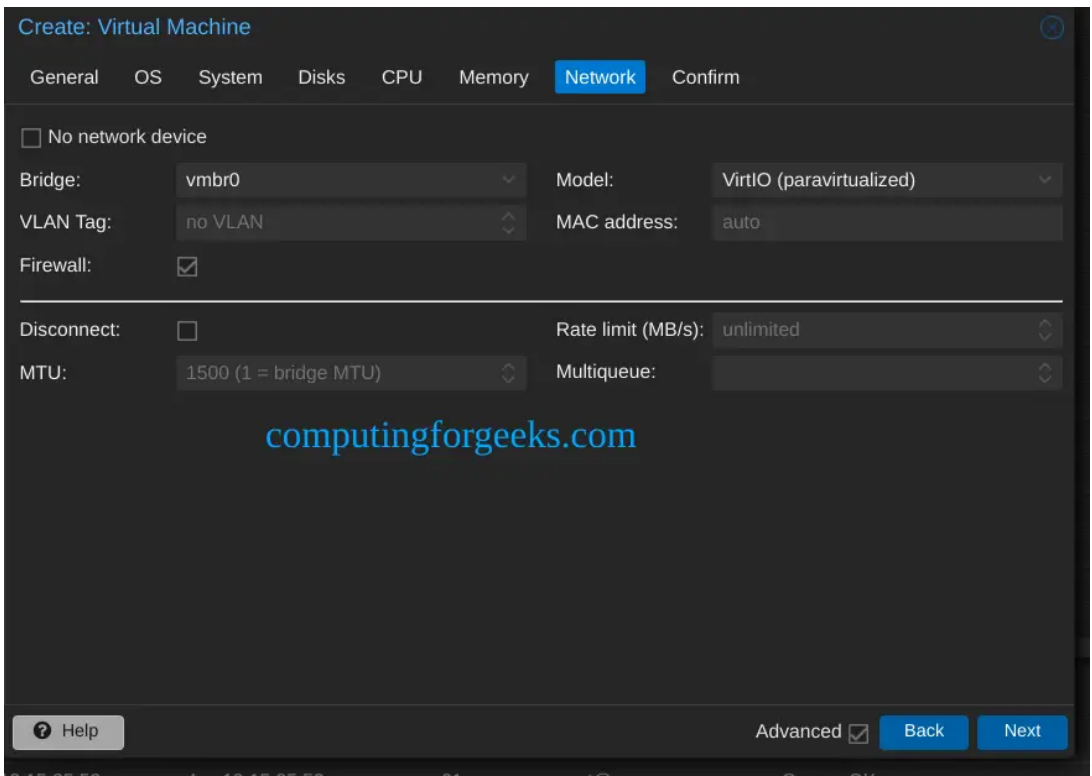 Create: Virtual Machine
General OS System Disks CPU Memory Network Confirm
No network device
Bridge: vmbr0 Model: VirtIO (paravirtualized)
VLAN Tag: no VLAN MAC address: auto
Firewall:
Disconnect: Rate limit (MB/s): unlimited
MTU: 1500 (1 = bridge MTU) Multiqueue:
computingforgeeks.com
Help Advanced Back Next